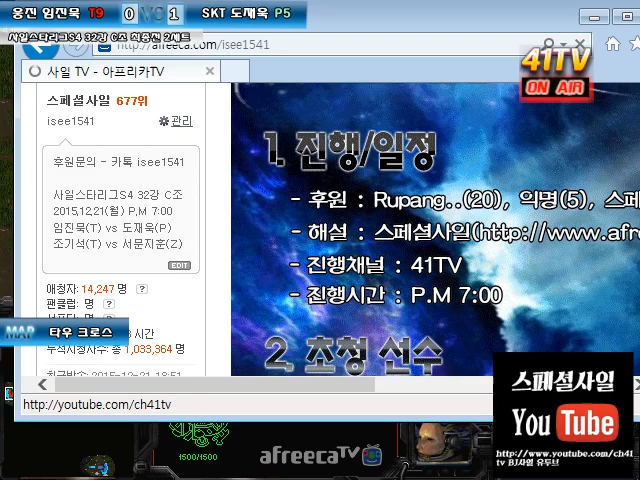 웅진 임진묵 T9 0 VS 1 SKT 도재욱 P5
사일스타리그S4 32강 C조 최종전 2세트
http://afreeca.com/isee1541
사일 TV - 아프리카TV
41TV
ON AIR
스페셜사일 677위
isee1541 관리
후원문의 - 카톡 isee1541
사일스타리그S4 32강 C조
2015,12,21(월) P.M 7:00
임진묵(T) vs 도재욱(P)
조기석(T) vs 서문지훈(Z)
EDIT
애청자: 14,247 명 ?
팬클럽: 명 ?
MAP 타우 크로스
시간
누적시청자수: 총 1,033,364 명
1. 진행/일정
- 후원 : Rupang..(20), 익명(5), 스페
- 해설 : 스페셜사일(http://www.afre
- 진행채널 : 41TV
- 진행시간 : P.M 7:00
2. 초청 선수
http://youtube.com/ch41tv
1500/1500
afreecaTV
스페셜사일
YouTube
http://www.youtube.com/ch41
tv BJ사일 유투브